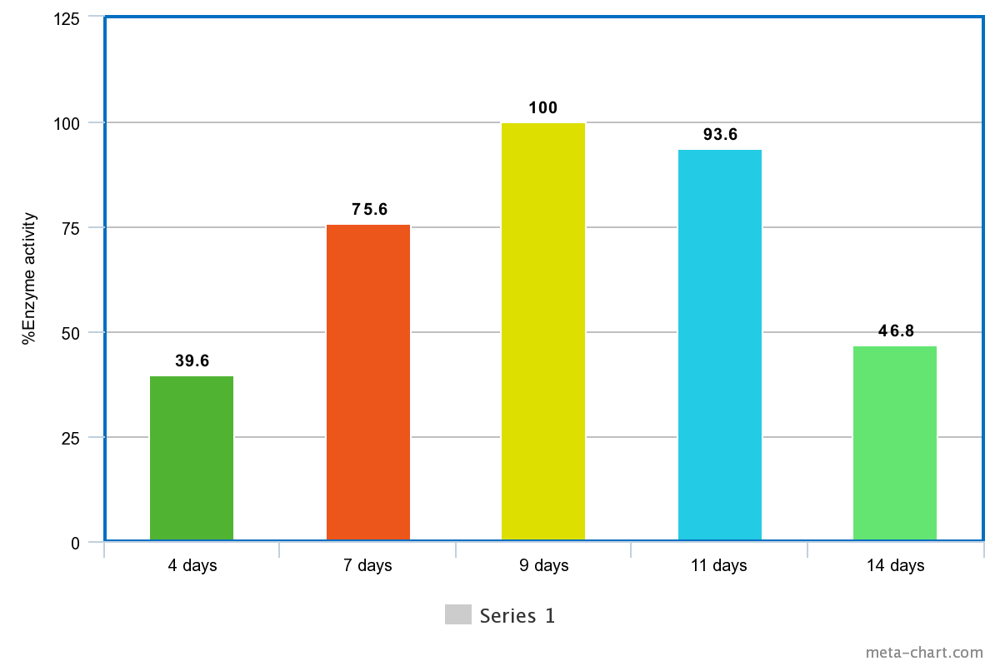 125
100
75
50
25
0
%Enzyme activity
39.6
75.6
100
93.6
46.8
4 days
7 days
9 days
11 days
14 days
Series 1
meta-chart.com